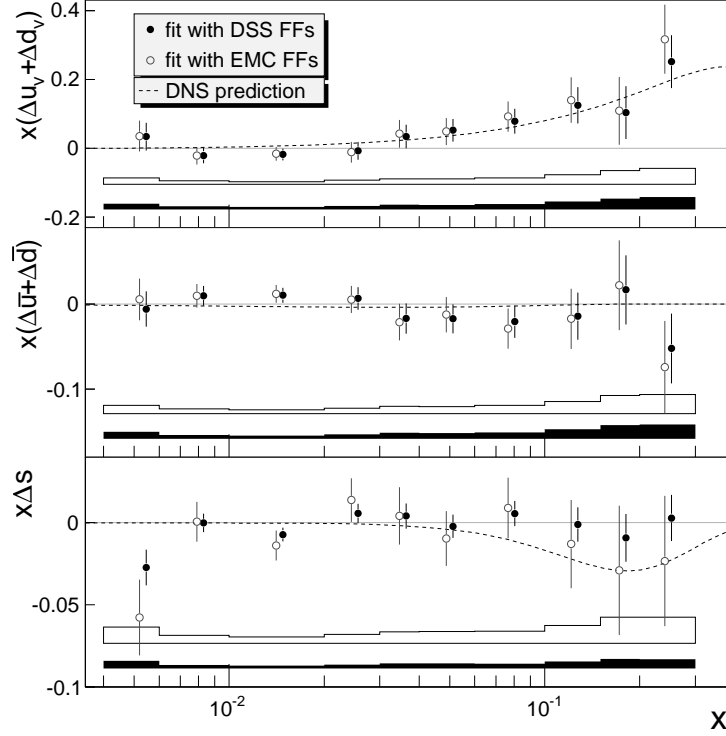 x(Δu_v+Δd_v)
0.4
0.2
0
-0.2
fit with DSS FFs
fit with EMC FFs
DNS prediction
x(Δu̅+Δd̅)
0
-0.1
xΔs
0
-0.05
-0.1
10^-2
10^-1
x